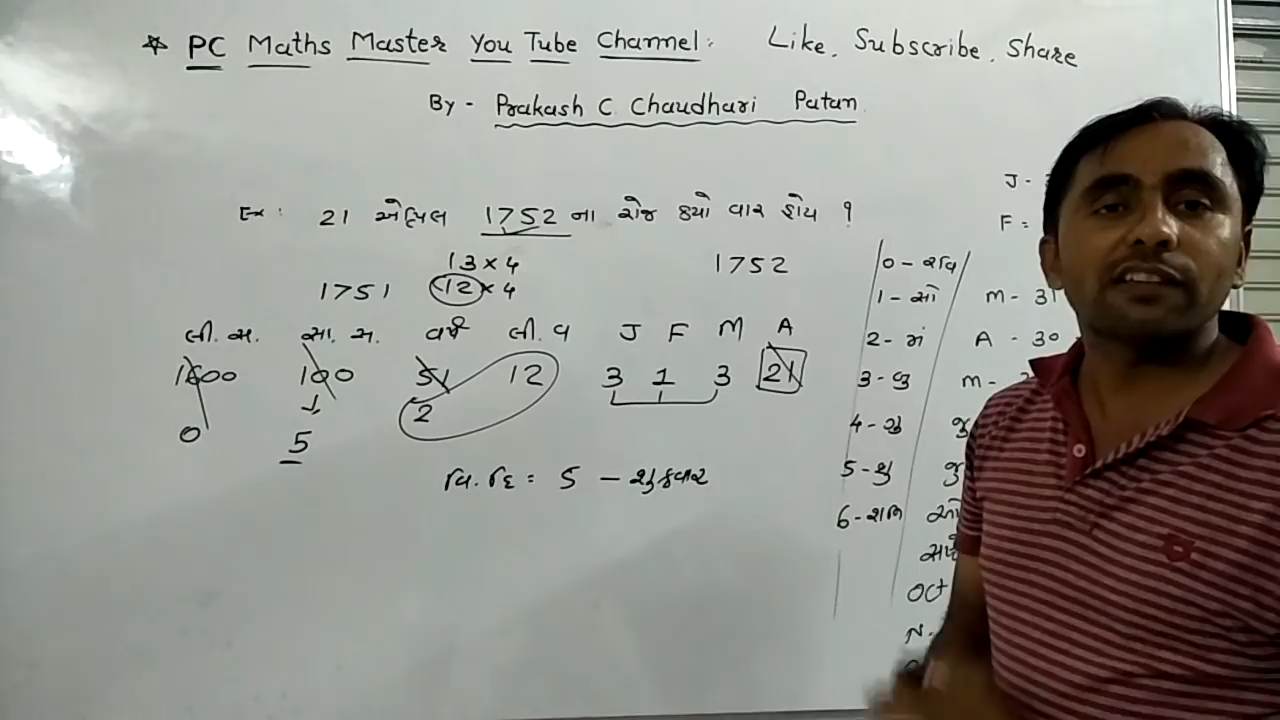 ☆ PC Maths Master You Tube Channel: Like, Subscribe, Share
By - Prakash C Chaudhari Patan.
Ex: 21 એપ્રિલ 1752 ના રોજ કયો વાર હોય ?
13 × 4 1752
1751 12 × 4
લી.સ. સા. સ. વર્ષ લી. વ J F M A
1600 100 51 12 3 1 3 21
1
2
0 5
વિ. દિ = 5 – શુક્રવાર
0 - રવિ
1 - સો
2 - મં
3 - બુ
4 - ગુ
5 - શુ
6 - શનિ
J -
F =
M - 31
A - 30
M -
જુ
જુ
ઓ
સપ્ટે
Oct
N.